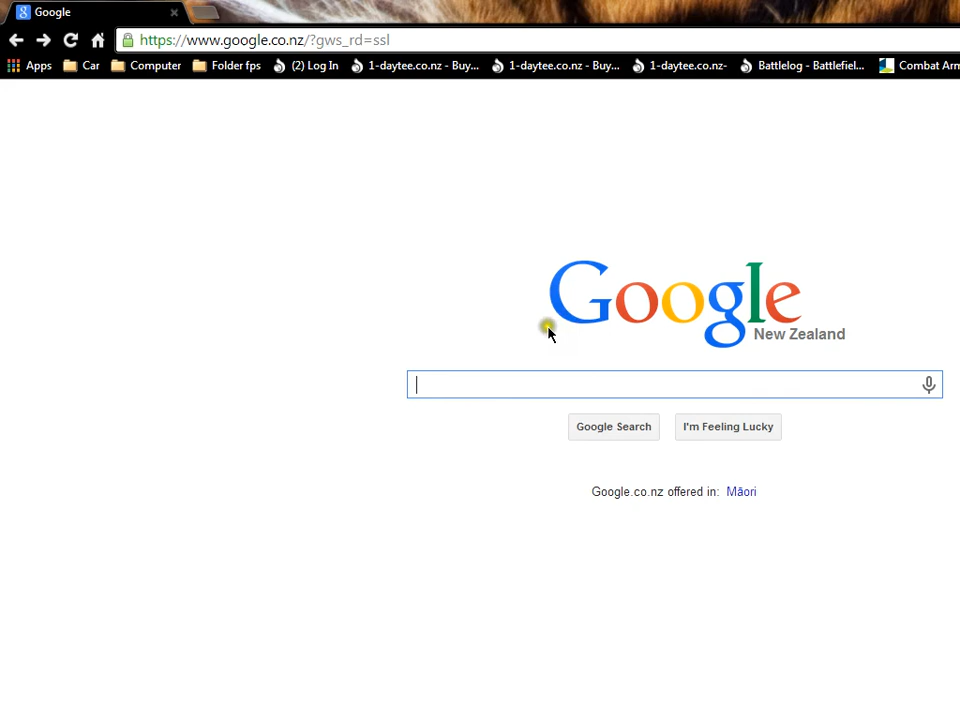 Google
https://www.google.co.nz/?gws_rd=ssl
Apps Car Computer Folder fps (2) Log In 1-daytee.co.nz - Buy... 1-daytee.co.nz - Buy... 1-daytee.co.nz- Battlelog - Battlefiel... Combat Arm
Google
New Zealand
Google Search I'm Feeling Lucky
Google.co.nz offered in: Māori